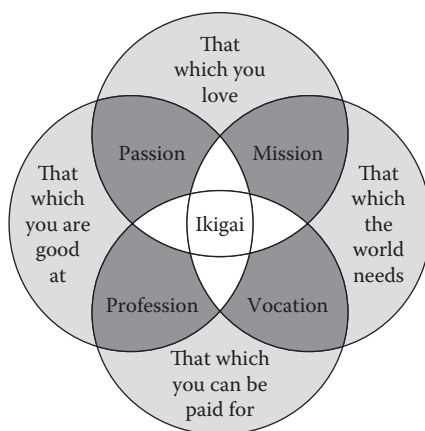 That
which you
love
Passion
Mission
That
which
you are
good
at
Ikigai
That
which
the
world
needs
Profession
Vocation
That which
you can be
paid for